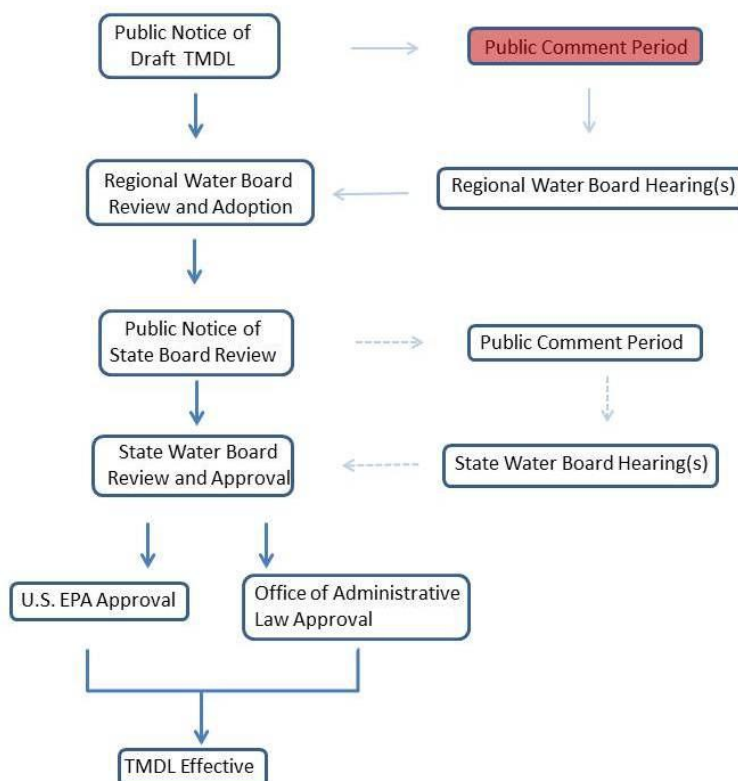 Public Notice of
Draft TMDL
Public Comment Period
Regional Water Board
Review and Adoption
Regional Water Board Hearing(s)
Public Notice of
State Board Review
Public Comment Period
State Water Board
Review and Approval
State Water Board Hearing(s)
U.S. EPA Approval
Office of Administrative
Law Approval
TMDL Effective